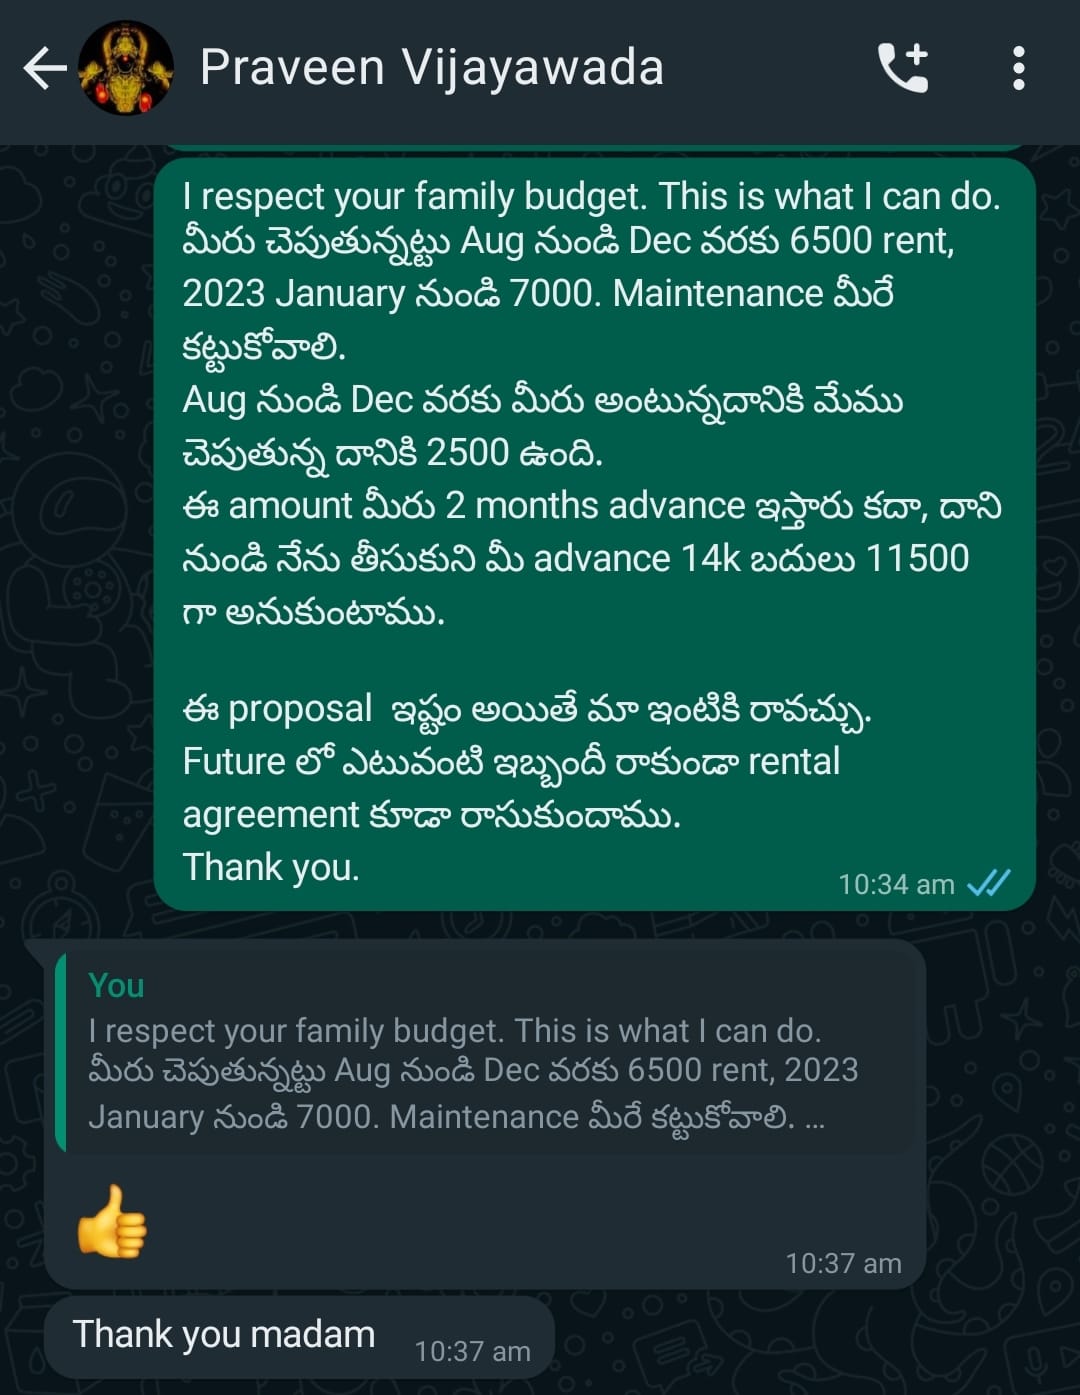 Praveen Vijayawada
I respect your family budget. This is what I can do.
మీరు చెపుతున్నట్టు Aug నుండి Dec వరకు 6500 rent,
2023 January నుండి 7000. Maintenance మీరే
కట్టుకోవాలి.
Aug నుండి Dec వరకు మీరు అంటున్నదానికి మేము
చెపుతున్న దానికి 2500 ఉంది.
ఈ amount మీరు 2 months advance ఇస్తారు కదా, దాని
నుండి నేను తీసుకుని మీ advance 14k బదులు 11500
గా అనుకుంటాము.
ఈ proposal ఇష్టం అయితే మా ఇంటికి రావచ్చు.
Future లో ఎటువంటి ఇబ్బందీ రాకుండా rental
agreement కూడా రాసుకుందాము.
Thank you.
10:34 am
You
I respect your family budget. This is what I can do.
మీరు చెపుతున్నట్టు Aug నుండి Dec వరకు 6500 rent, 2023
January నుండి 7000. Maintenance మీరే కట్టుకోవాలి. ...
👍
10:37 am
Thank you madam
10:37 am